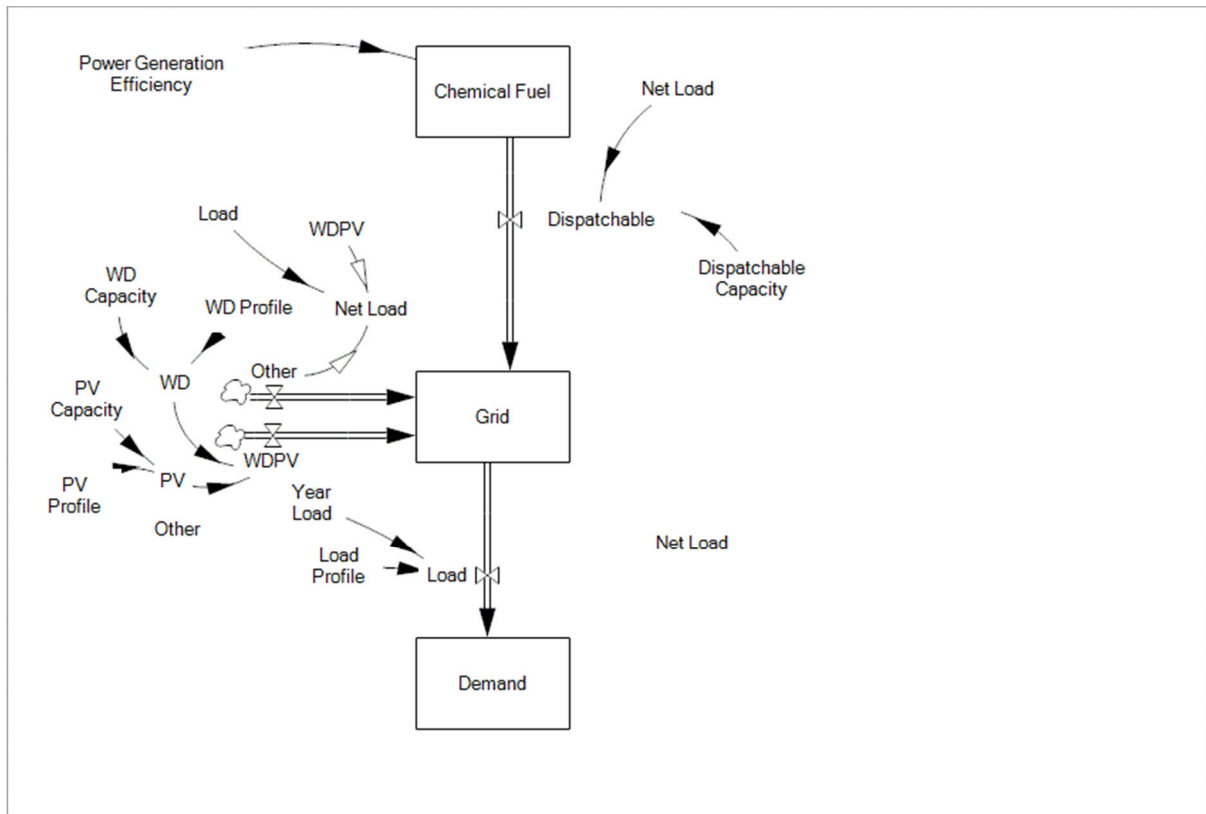 Power Generation
Efficiency
Chemical Fuel
Net Load
Load
WDPV
Dispatchable
WD
Capacity
WD Profile
Net Load
Dispatchable
Capacity
Other
WD
PV
Capacity
Grid
WDPV
PV
PV
Profile
Other
Year
Load
Load
Profile
Load
Net Load
Demand